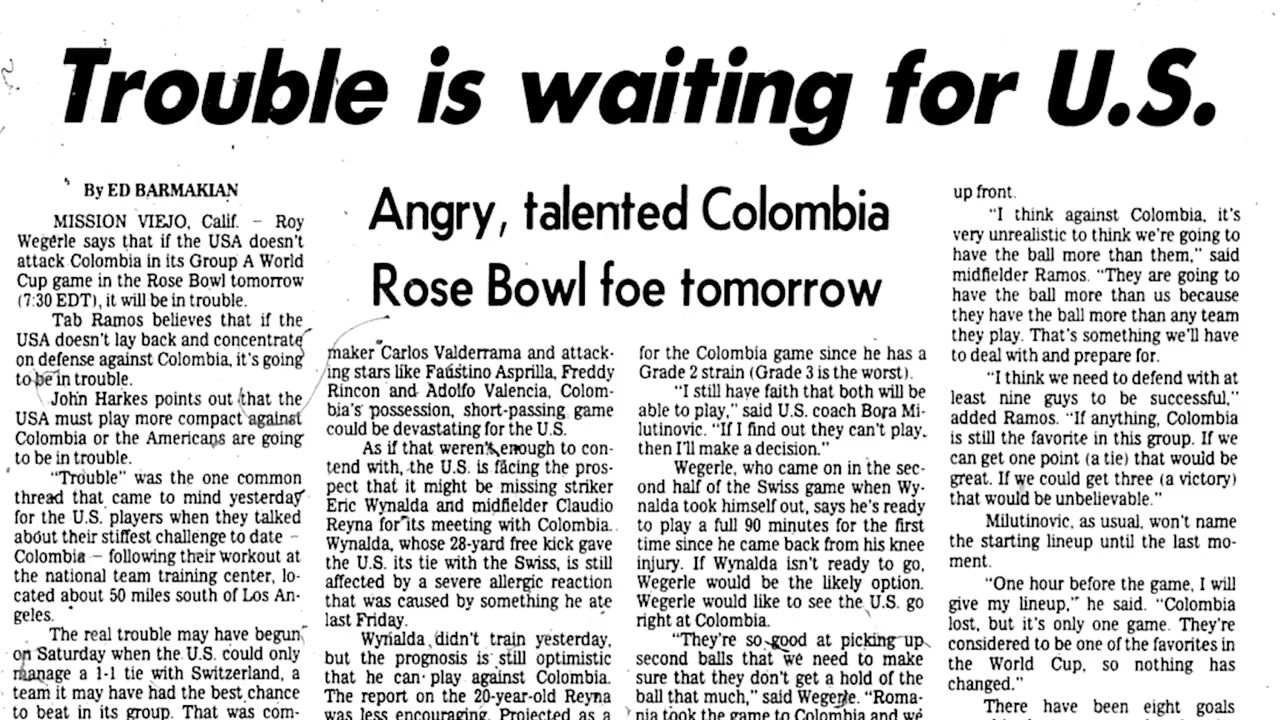 Trouble is waiting for U.S.
Angry, talented Colombia
Rose Bowl foe tomorrow
By ED BARMAKIAN
MISSION VIEJO, Calif. – Roy
Wegerle says that if the USA doesn't
attack Colombia in its Group A World
Cup game in the Rose Bowl tomorrow
(7:30 EDT), it will be in trouble.
Tab Ramos believes that if the
USA doesn't lay back and concentrate
on defense against Colombia, it's going
to be in trouble.
John Harkes points out that the
USA must play more compact against
Colombia or the Americans are going
to be in trouble.
"Trouble" was the one common
thread that came to mind yesterday
for the U.S. players when they talked
about their stiffest challenge to date –
Colombia – following their workout at
the national team training center, lo-
cated about 50 miles south of Los An-
geles.
The real trouble may have begun
on Saturday when the U.S. could only
manage a 1-1 tie with Switzerland, a
team it may have had the best chance
to beat in its group. That was com-
maker Carlos Valderrama and attack-
ing stars like Faustino Asprilla, Freddy
Rincon and Adolfo Valencia, Colom-
bia's possession, short-passing game
could be devastating for the U.S.
As if that weren't enough to con-
tend with, the U.S. is facing the pros-
pect that it might be missing striker
Eric Wynalda and midfielder Claudio
Reyna for its meeting with Colombia.
Wynalda, whose 28-yard free kick gave
the U.S. its tie with the Swiss, is still
affected by a severe allergic reaction
that was caused by something he ate
last Friday.
Wynalda didn't train yesterday,
but the prognosis is still optimistic
that he can play against Colombia.
The report on the 20-year-old Reyna
was less encouraging. Projected as a
for the Colombia game since he has a
Grade 2 strain (Grade 3 is the worst).
"I still have faith that both will be
able to play," said U.S. coach Bora Mi-
lutinovic. "If I find out they can't play,
then I'll make a decision."
Wegerle, who came on in the sec-
ond half of the Swiss game when Wy-
nalda took himself out, says he's ready
to play a full 90 minutes for the first
time since he came back from his knee
injury. If Wynalda isn't ready to go,
Wegerle would be the likely option.
Wegerle would like to see the U.S. go
right at Colombia.
"They're so good at picking up
second balls that we need to make
sure that they don't get a hold of the
ball that much," said Wegerle. "Roma-
nia took the game to Colombia and we
up front.
"I think against Colombia, it's
very unrealistic to think we're going to
have the ball more than them," said
midfielder Ramos. "They are going to
have the ball more than us because
they have the ball more than any team
they play. That's something we'll have
to deal with and prepare for.
"I think we need to defend with at
least nine guys to be successful,"
added Ramos. "If anything, Colombia
is still the favorite in this group. If we
can get one point (a tie) that would be
great. If we could get three (a victory)
that would be unbelievable."
Milutinovic, as usual, won't name
the starting lineup until the last mo-
ment.
"One hour before the game, I will
give my lineup," he said. "Colombia
lost, but it's only one game. They're
considered to be one of the favorites in
the World Cup, so nothing has
changed."
There have been eight goals